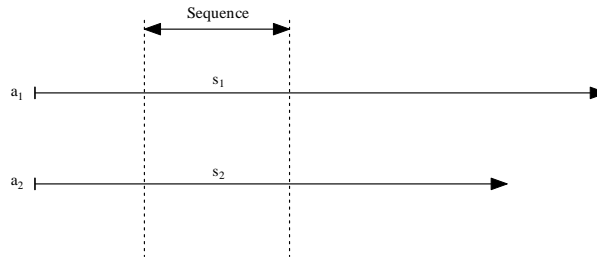 Sequence
a₁ s₁
a₂ s₂